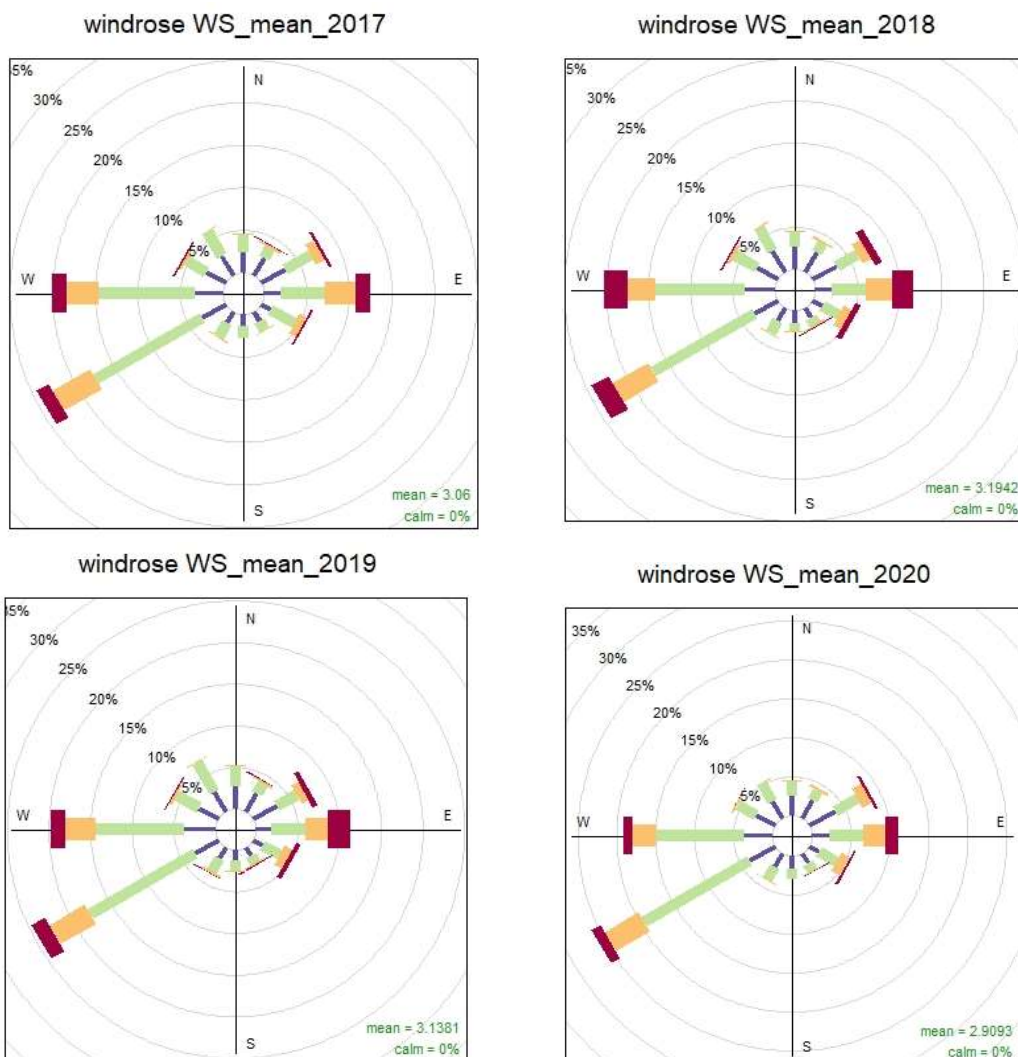 windrose WS_mean_2017
5%
30%
25%
20%
15%
10%
5%
N
W
E
S
mean = 3.06
calm = 0%
windrose WS_mean_2018
5%
30%
25%
20%
15%
10%
5%
N
W
E
S
mean = 3.1942
calm = 0%
windrose WS_mean_2019
5%
30%
25%
20%
15%
10%
5%
N
W
E
S
mean = 3.1381
calm = 0%
windrose WS_mean_2020
35%
30%
25%
20%
15%
10%
5%
N
W
E
S
mean = 2.9093
calm = 0%